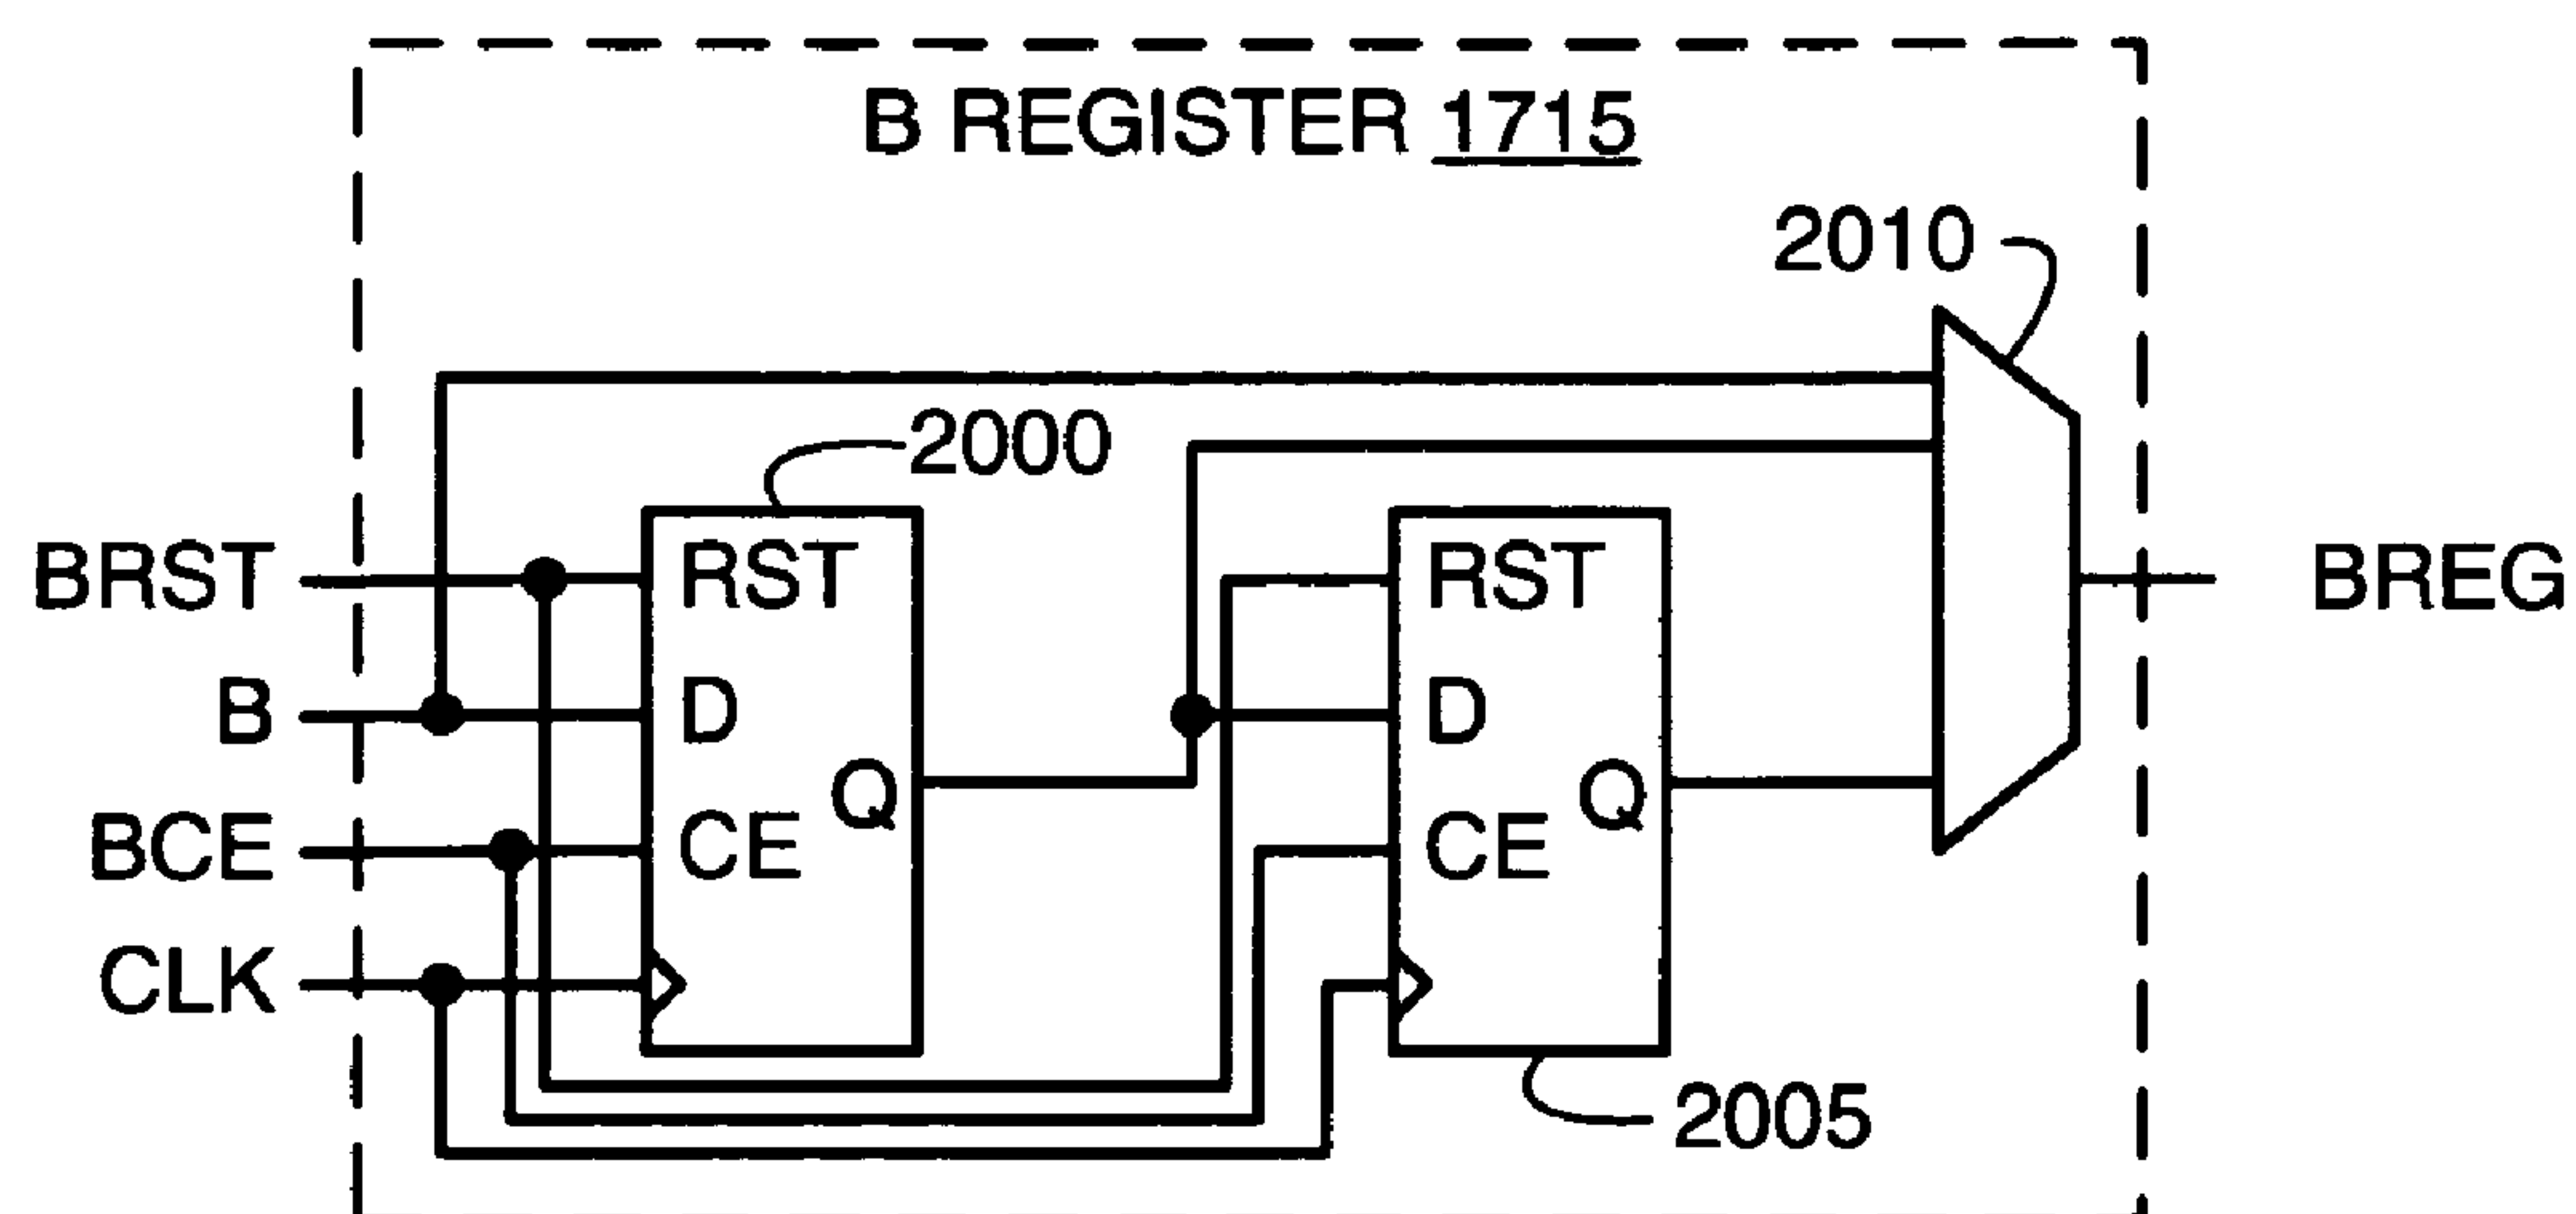 B REGISTER 1715
2010
2000
BRST
RST
RST
BREG
B
D
D
Q
Q
BCE
CE
CE
CLK
2005